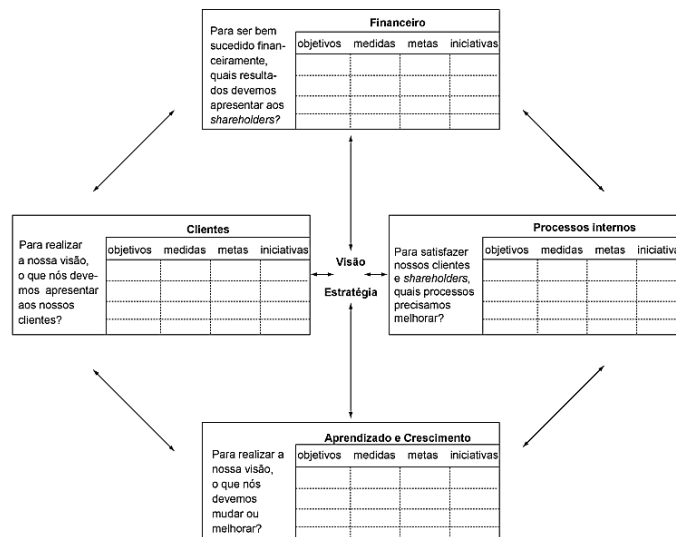 Financeiro
Para ser bem
sucedido finan-
ceiramente,
quais resulta-
dos devemos
apresentar aos
shareholders?
objetivos medidas metas iniciativas
Clientes
Para realizar
a nossa visão,
o que nós deve-
mos apresentar
aos nossos
clientes?
objetivos medidas metas iniciativas
Visão
Estratégia
Processos internos
Para satisfazer
nossos clientes
e shareholders,
quais processos
precisamos
melhorar?
objetivos medidas metas iniciativa
Aprendizado e Crescimento
Para realizar a
nossa visão,
o que nós
devemos
mudar ou
melhorar?
objetivos medidas metas iniciativas